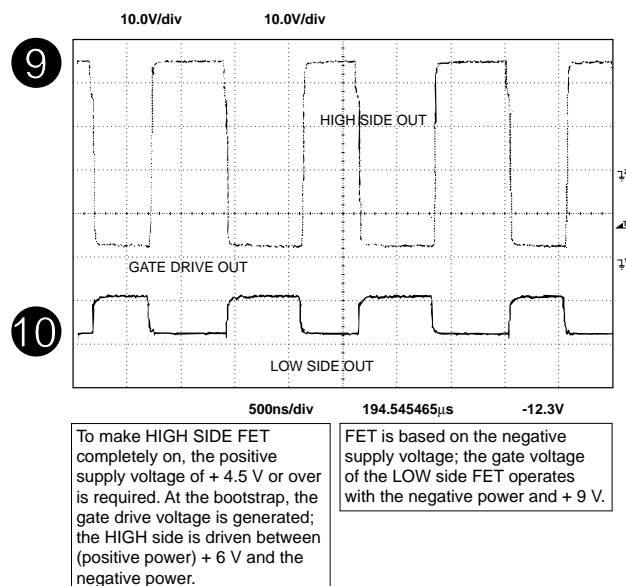 10.0V/div 10.0V/div
9
HIGH SIDE OUT
2
1
GATE DRIVE OUT
10
LOW SIDE OUT
500ns/div 194.545465µs -12.3V
To make HIGH SIDE FET
completely on, the positive
supply voltage of + 4.5 V or over
is required. At the bootstrap, the
gate drive voltage is generated;
the HIGH side is driven between
(positive power) + 6 V and the
negative power.
FET is based on the negative
supply voltage; the gate voltage
of the LOW side FET operates
with the negative power and + 9 V.